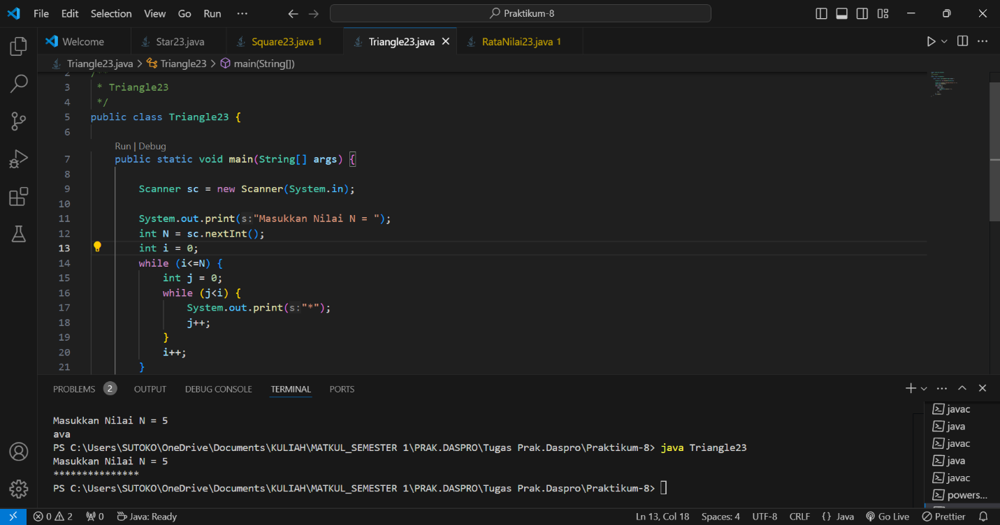 File Edit Selection View Go Run ··· Praktikum-8
Welcome Star23.java Square23.java 1 Triangle23.java RataNilai23.java 1
Triangle23.java > Triangle23 > main(String[])
2 /**
3 * Triangle23
4 */
5 public class Triangle23 {
6
Run | Debug
7 public static void main(String[] args) {
8
9 Scanner sc = new Scanner(System.in);
10
11 System.out.print(s:"Masukkan Nilai N = ");
12 int N = sc.nextInt();
13 int i = 0;
14 while (i<=N) {
15 int j = 0;
16 while (j<i) {
17 System.out.print(s:"*");
18 j++;
19 }
20 i++;
21 }
PROBLEMS 2 OUTPUT DEBUG CONSOLE TERMINAL PORTS
Masukkan Nilai N = 5
ava
PS C:\Users\SUTOKO\OneDrive\Documents\KULIAH\MATKUL_SEMESTER 1\PRAK.DASPRO\Tugas Prak.Daspro\Praktikum-8> java Triangle23
Masukkan Nilai N = 5
***************
PS C:\Users\SUTOKO\OneDrive\Documents\KULIAH\MATKUL_SEMESTER 1\PRAK.DASPRO\Tugas Prak.Daspro\Praktikum-8>
javac
java
javac
java
javac
powers...
0 2 0 Java: Ready Ln 13, Col 18 Spaces: 4 UTF-8 CRLF {} Java Go Live Prettier